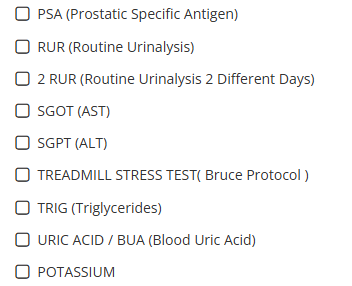 PSA (Prostatic Specific Antigen)
RUR (Routine Urinalysis)
2 RUR (Routine Urinalysis 2 Different Days)
SGOT (AST)
SGPT (ALT)
TREADMILL STRESS TEST( Bruce Protocol )
TRIG (Triglycerides)
URIC ACID / BUA (Blood Uric Acid)
POTASSIUM